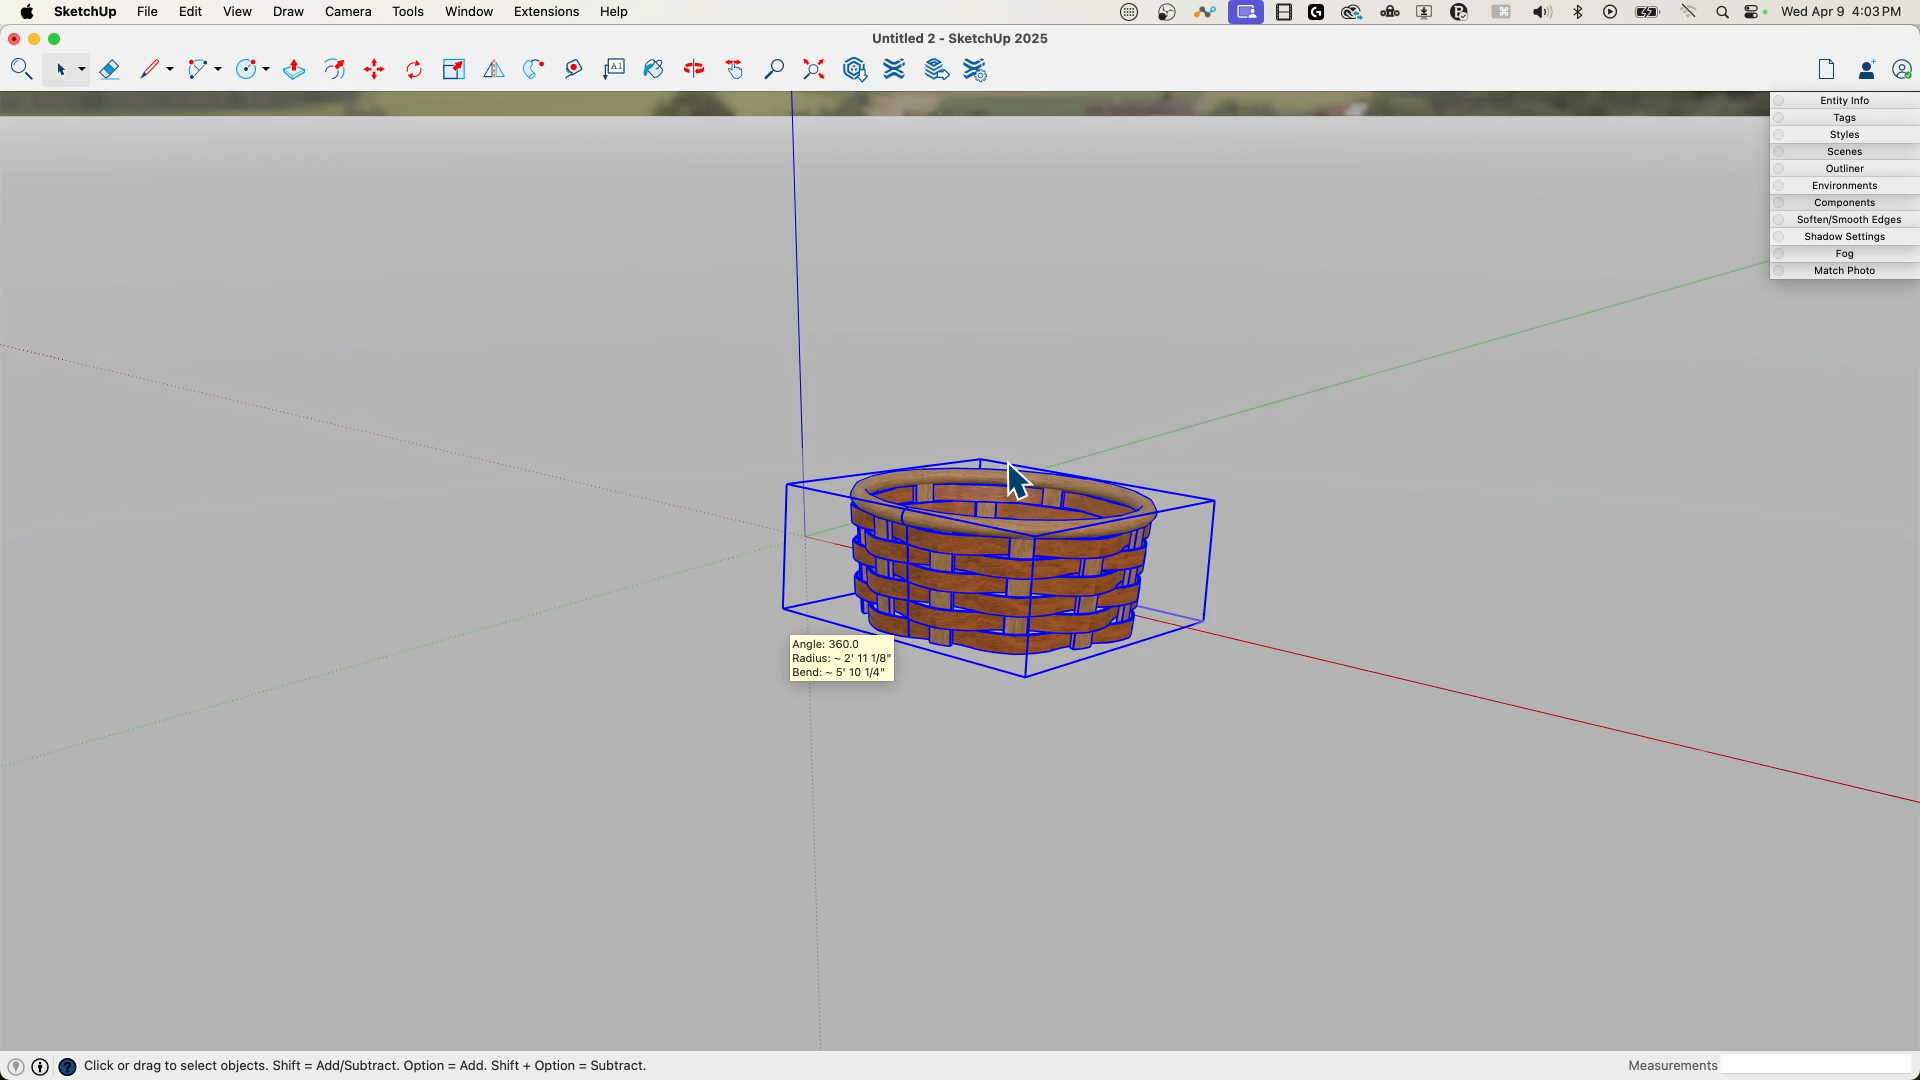 SketchUp File Edit View Draw Camera Tools Window Extensions Help Wed Apr 9 4:03 PM
Untitled 2 - SketchUp 2025
A1
Entity Info
Tags
Styles
Scenes
Outliner
Environments
Components
Soften/Smooth Edges
Shadow Settings
Fog
Match Photo
Angle: 360.0
Radius: ~ 2' 11 1/8"
Bend: ~ 5' 10 1/4"
Click or drag to select objects. Shift = Add/Subtract. Option = Add. Shift + Option = Subtract. Measurements